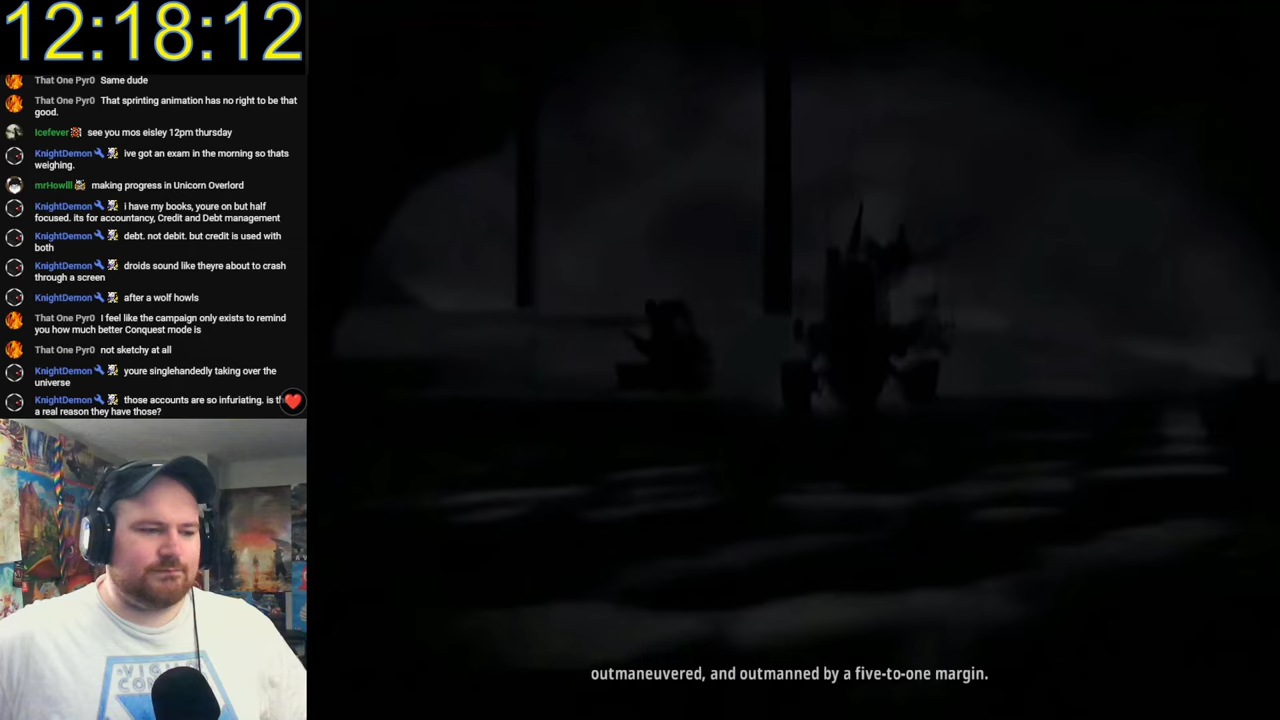 12:18:12
That One Pyr0 Same dude
That One Pyr0 That sprinting animation has no right to be that
good.
Icefever see you mos eisley 12pm thursday
KnightDemon ive got an exam in the morning so thats
weighing.
mrHowlll making progress in Unicorn Overlord
KnightDemon i have my books, youre on but half
focused. its for accountancy, Credit and Debt management
KnightDemon debt. not debit. but credit is used with
both
KnightDemon droids sound like theyre about to crash
through a screen
KnightDemon after a wolf howls
That One Pyr0 I feel like the campaign only exists to remind
you how much better Conquest mode is
That One Pyr0 not sketchy at all
KnightDemon youre singlehandedly taking over the
universe
KnightDemon those accounts are so infuriating. is
a real reason they have those?
outmaneuvered, and outmanned by a five-to-one margin.